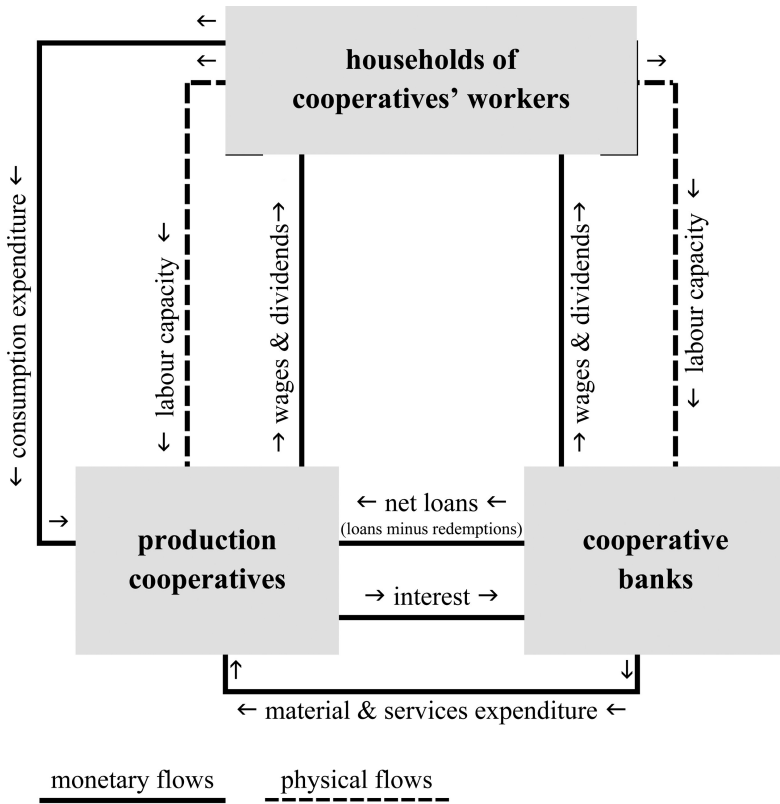 households of
cooperatives’ workers
← consumption expenditure ←
← labour capacity ←
→ wages & dividends→
→ wages & dividends→
← labour capacity ←
← net loans ←
(loans minus redemptions)
production
cooperatives
cooperative
banks
→ interest →
← material & services expenditure ←
monetary flows
physical flows